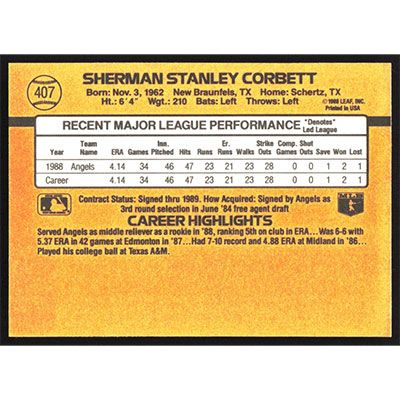 407
SHERMAN STANLEY CORBETT
Born: Nov. 3, 1962 New Braunfels, TX Home: Schertz, TX
Ht.: 6'4" Wgt.: 210 Bats: Left Throws: Left
©1988 LEAF, INC.
Printed in USA
RECENT MAJOR LEAGUE PERFORMANCE "Denotes" Led League
Year Team Name ERA Games Inn. Pitched Hits Runs Er. Runs Walks Strike Outs Comp. Games Shut Outs Save Won Lost
1988 Angels 4.14 34 46 47 23 21 23 28 0 0 1 2 1
Career 4.14 34 46 47 23 21 23 28 0 0 1 2 1
Contract Status: Signed thru 1989. How Acquired: Signed by Angels as
3rd round selection in June '84 free agent draft
CAREER HIGHLIGHTS
MLB
Served Angels as middle reliever as a rookie in '88, ranking 5th on club in ERA...Was 6-6 with
5.37 ERA in 42 games at Edmonton in '87...Had 7-10 record and 4.88 ERA at Midland in '86...
Played his college ball at Texas A&M.